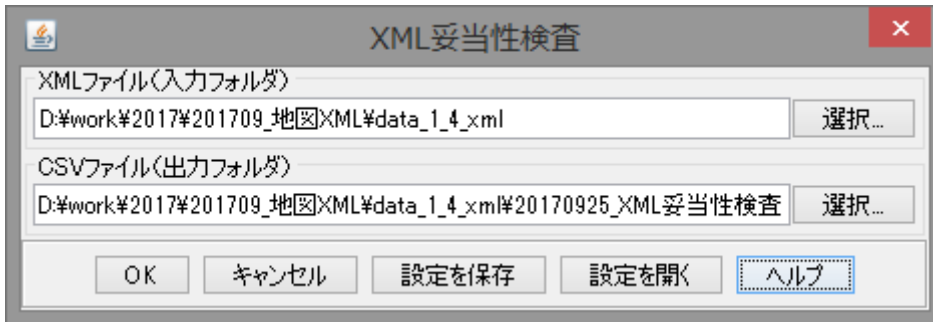 XML妥当性検査
XMLファイル(入力フォルダ)
D:¥work¥2017¥201709_地図XML¥data_1_4_xml
選択...
CSVファイル(出力フォルダ)
D:¥work¥2017¥201709_地図XML¥data_1_4_xml¥20170925_XML妥当性検査
選択...
OK キャンセル 設定を保存 設定を開く ヘルプ